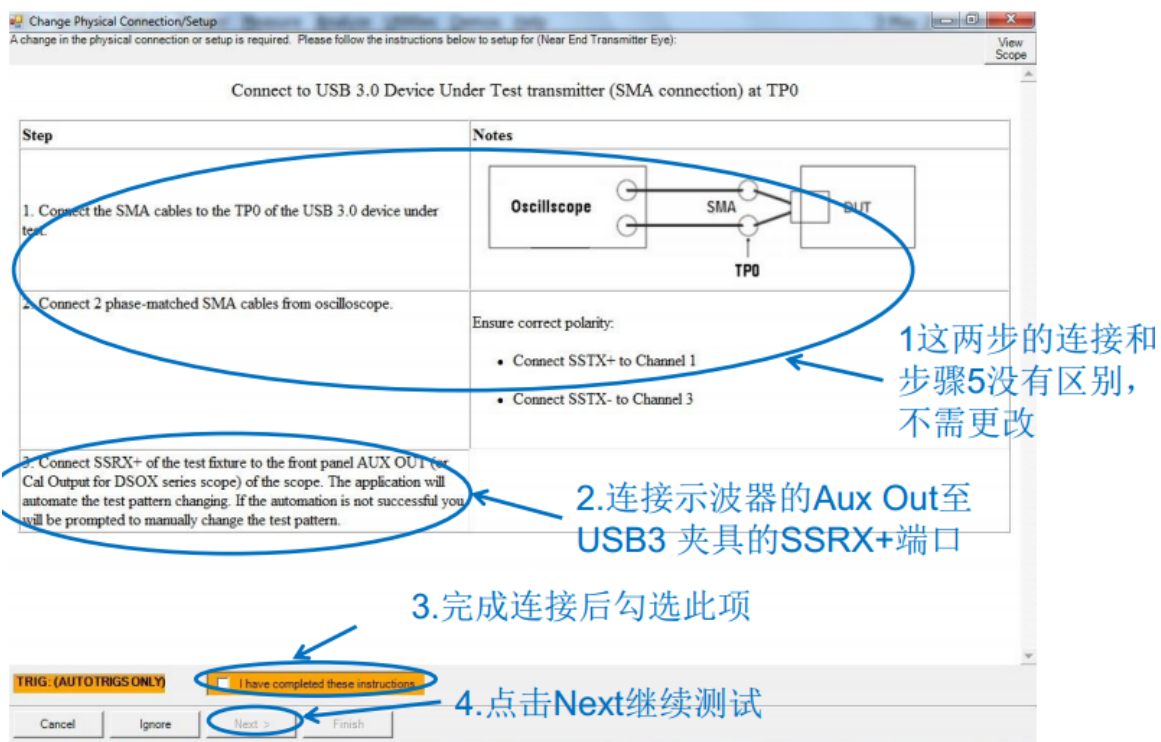 Change Physical Connection/Setup
A change in the physical connection or setup is required. Please follow the instructions below to setup for (Near End Transmitter Eye):
View
Scope
Connect to USB 3.0 Device Under Test transmitter (SMA connection) at TP0
Step
Notes
1. Connect the SMA cables to the TP0 of the USB 3.0 device under
test.
Oscillscope
SMA
DUT
TP0
2. Connect 2 phase-matched SMA cables from oscilloscope.
Ensure correct polarity:
• Connect SSTX+ to Channel 1
• Connect SSTX- to Channel 3
1这两步的连接和
步骤5没有区别，
不需更改
3. Connect SSRX+ of the test fixture to the front panel AUX OUT (or
Cal Output for DSOX series scope) of the scope. The application will
automate the test pattern changing. If the automation is not successful you
will be prompted to manually change the test pattern.
2.连接示波器的Aux Out至
USB3 夹具的SSRX+端口
3.完成连接后勾选此项
TRIG: (AUTOTRIGS ONLY)
I have completed these instructions
4.点击Next继续测试
Cancel
Ignore
Next >
Finish